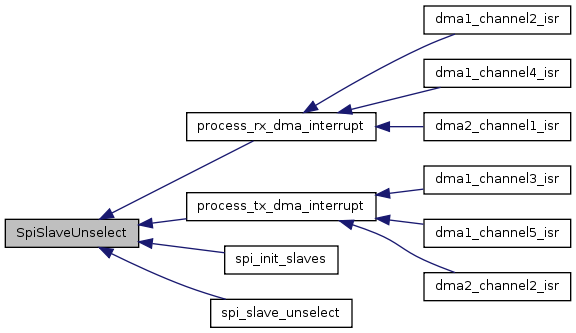 dma1_channel2_isr
dma1_channel4_isr
process_rx_dma_interrupt
dma2_channel1_isr
dma1_channel3_isr
process_tx_dma_interrupt
SpiSlaveUnselect
dma1_channel5_isr
spi_init_slaves
dma2_channel2_isr
spi_slave_unselect